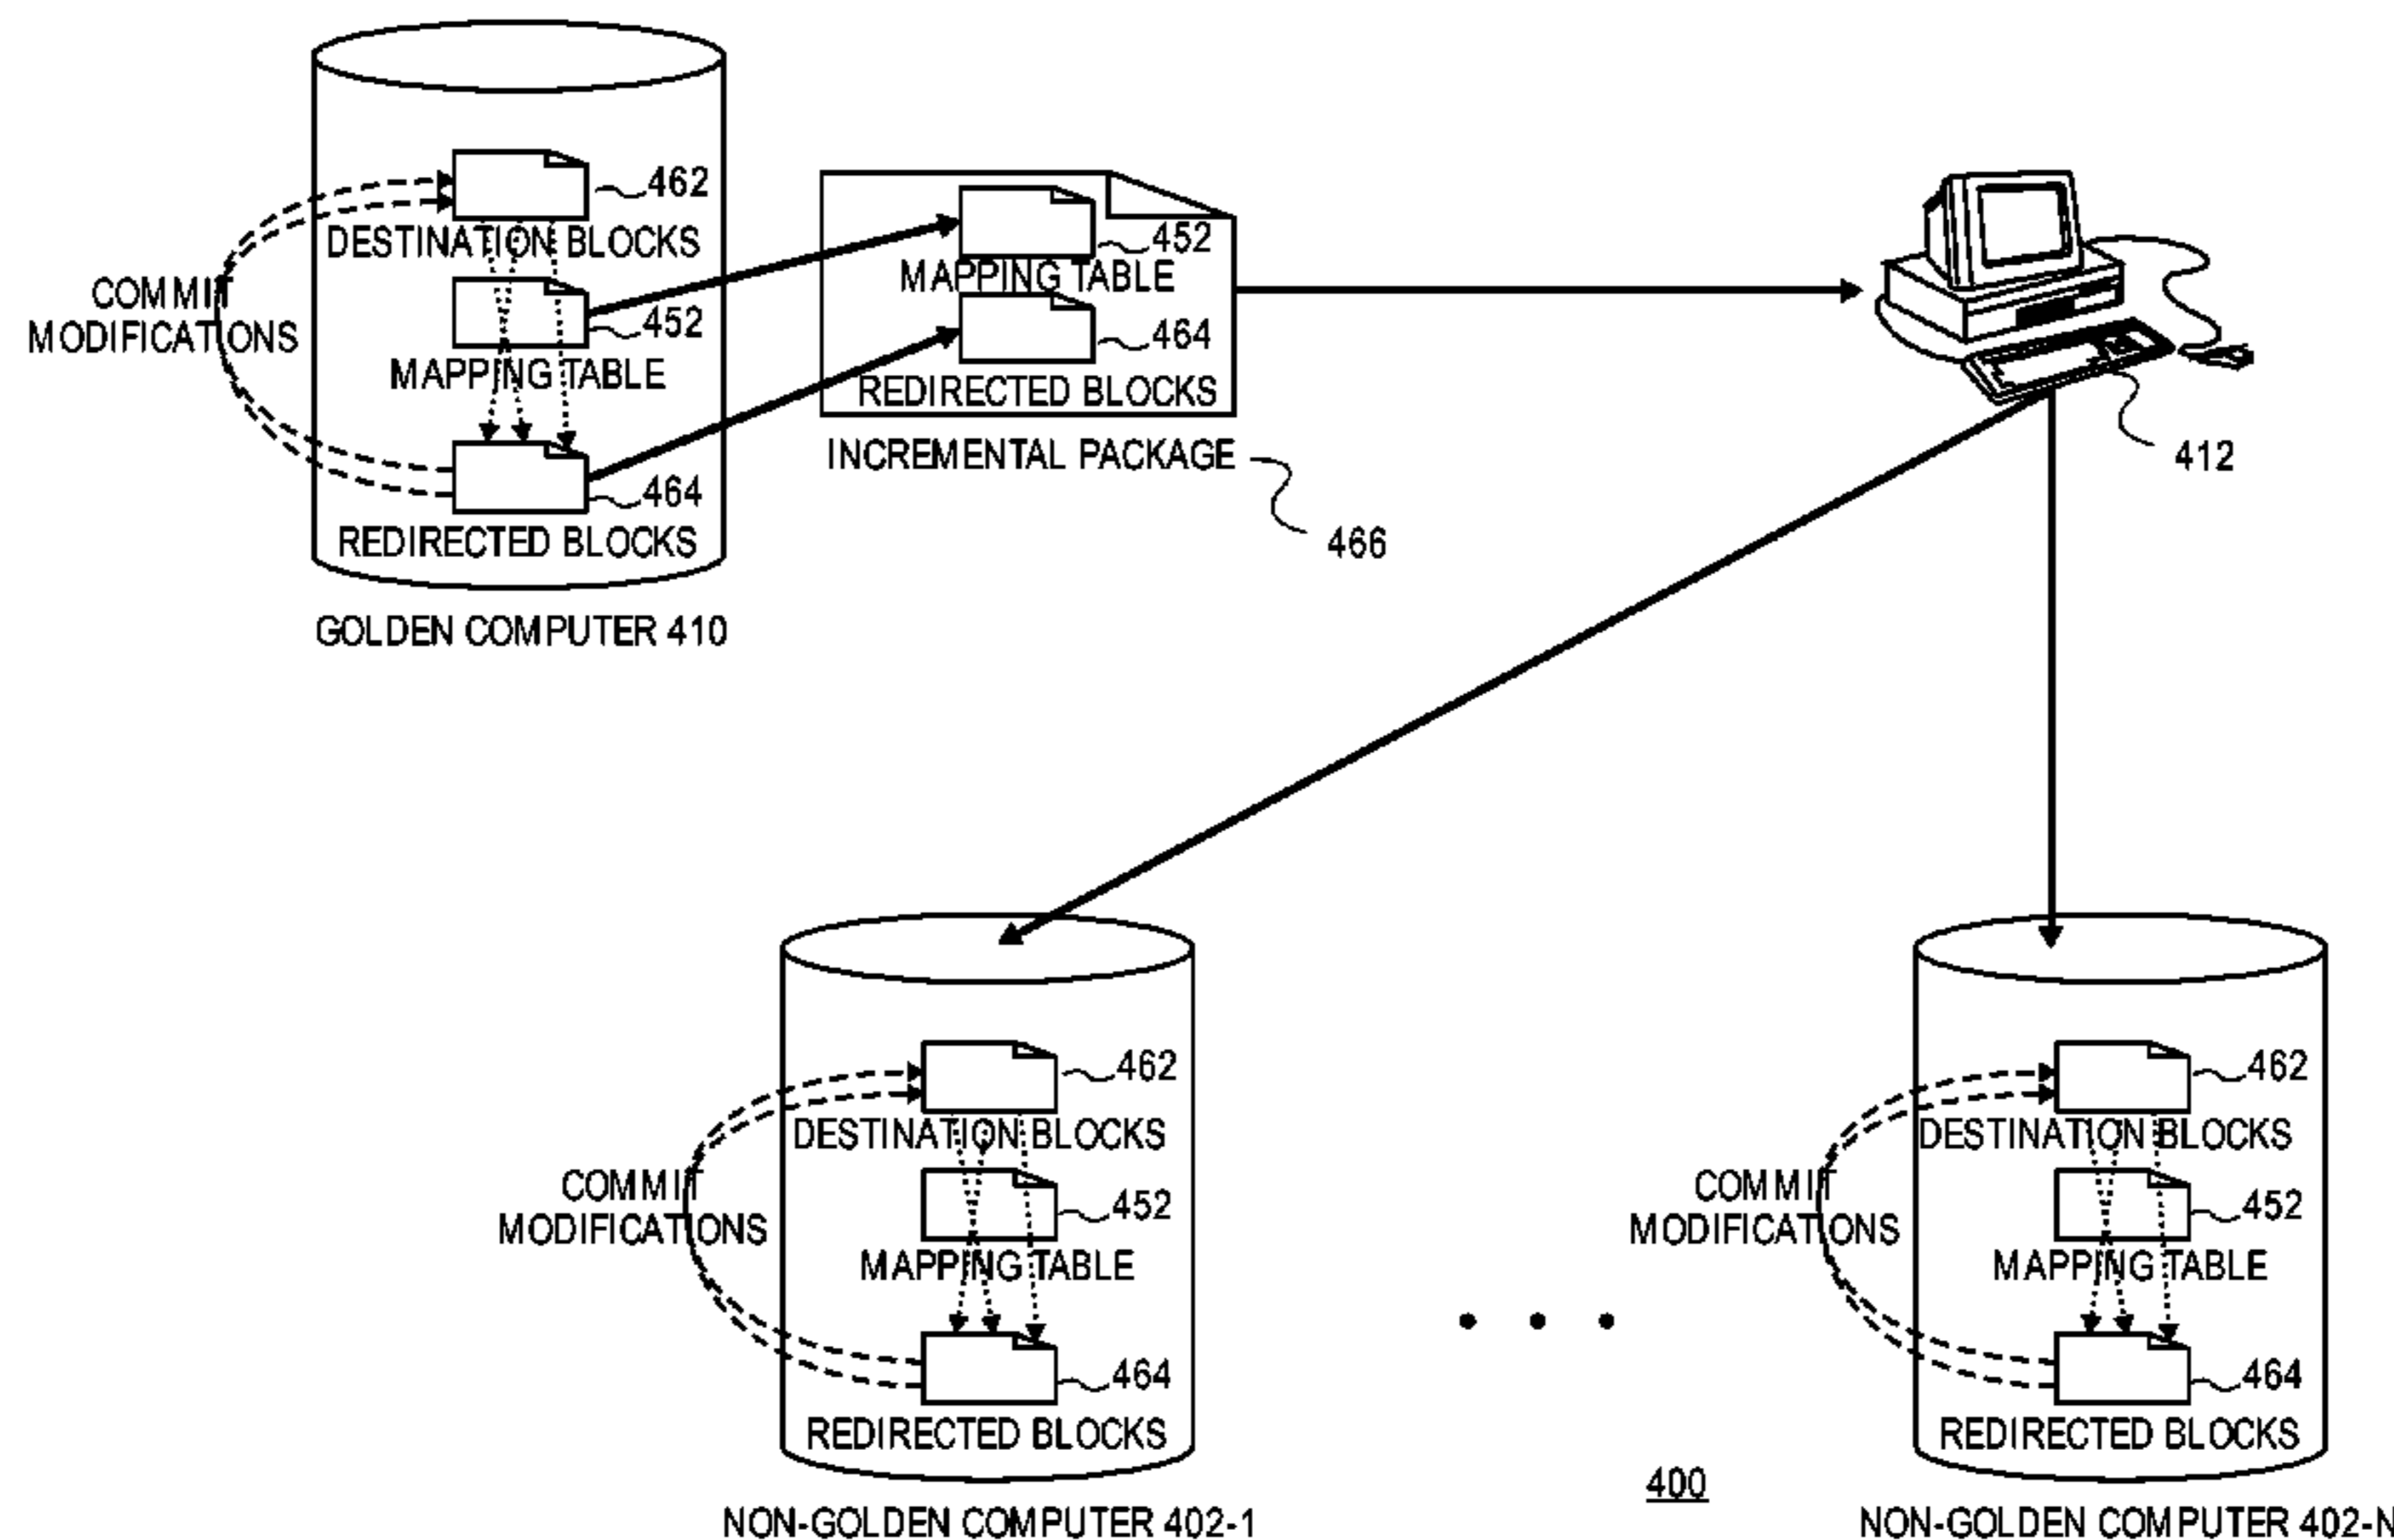 462
DESTINATION BLOCKS
COMMIT
MODIFICATIONS
452
MAPPING TABLE
464
REDIRECTED BLOCKS
GOLDEN COMPUTER 410
452
MAPPING TABLE
464
REDIRECTED BLOCKS
INCREMENTAL PACKAGE
466
412
462
DESTINATION BLOCKS
COMMIT
MODIFICATIONS
452
MAPPING TABLE
464
REDIRECTED BLOCKS
NON-GOLDEN COMPUTER 402-1
462
DESTINATION BLOCKS
COMMIT
MODIFICATIONS
452
MAPPING TABLE
464
REDIRECTED BLOCKS
400
NON-GOLDEN COMPUTER 402-N